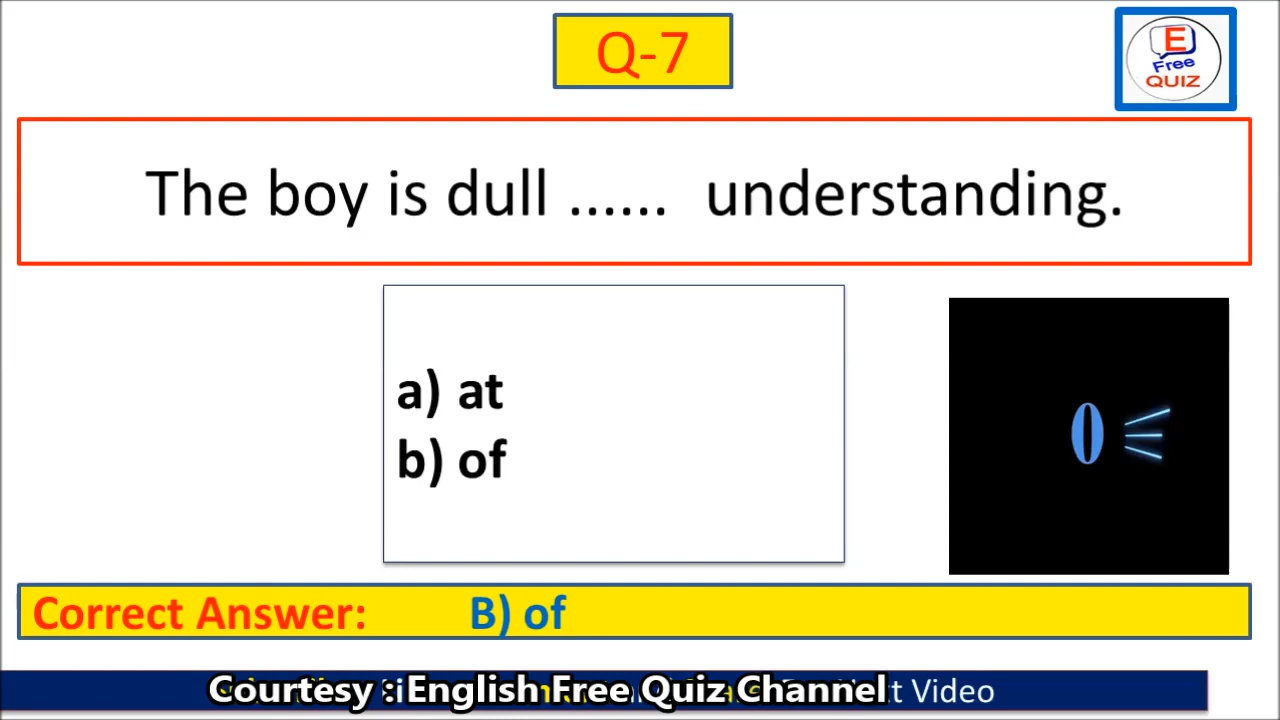 Q-7
E
Free
QUIZ
The boy is dull ...... understanding.
a) at
b) of
0
Correct Answer: B) of
Courtesy : English Free Quiz Channel
Video